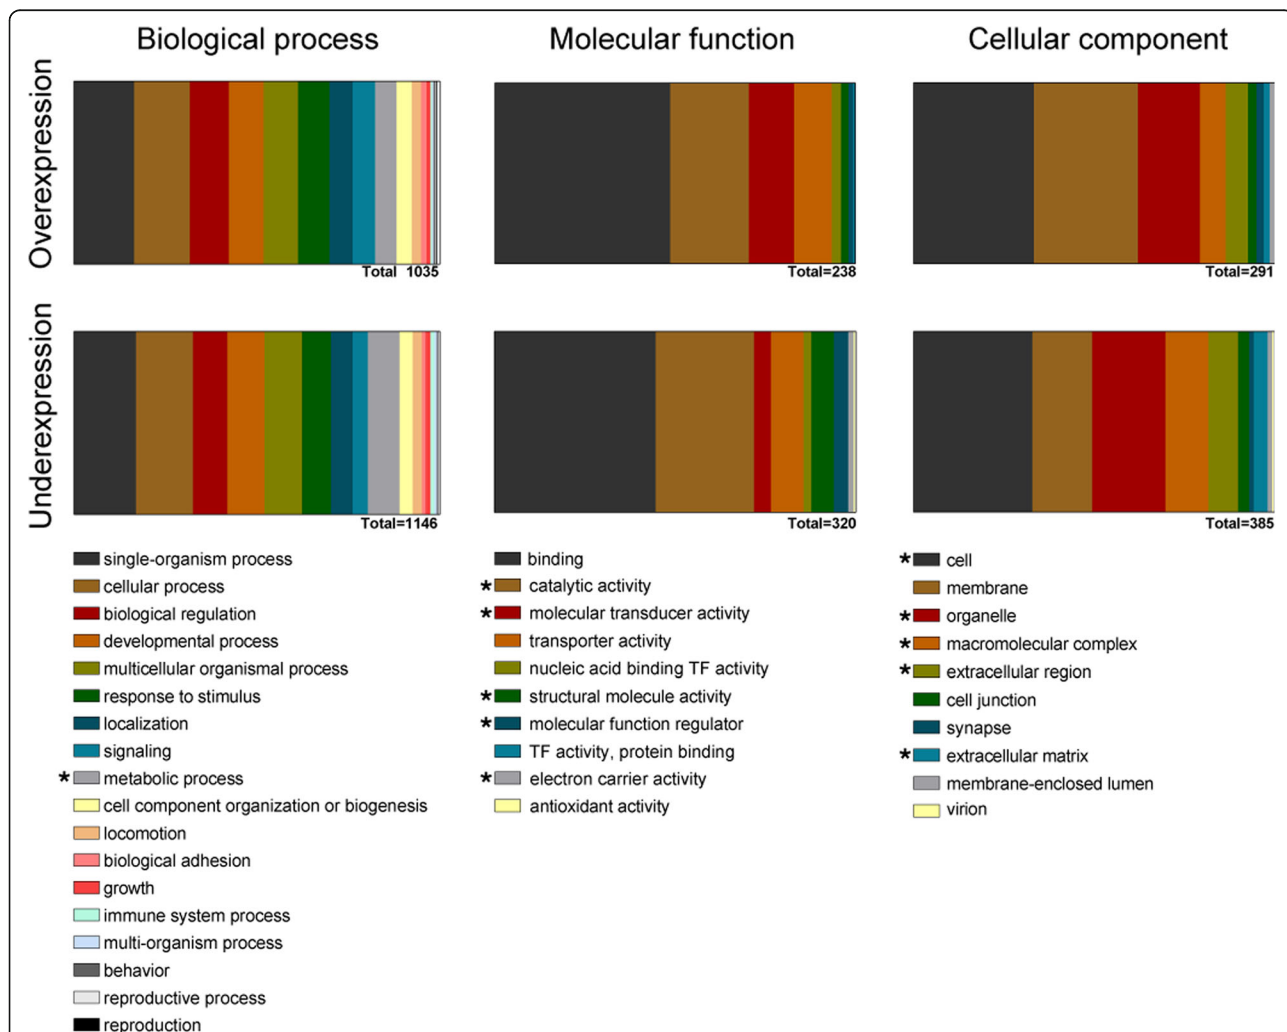 Biological process
Molecular function
Cellular component
Overexpression
Total 1035
Total=238
Total=291
Underexpression
Total=1146
Total=320
Total=385
single-organism process
cellular process
biological regulation
developmental process
multicellular organismal process
response to stimulus
localization
signaling
* metabolic process
cell component organization or biogenesis
locomotion
biological adhesion
growth
immune system process
multi-organism process
behavior
reproductive process
reproduction
binding
* catalytic activity
* molecular transducer activity
transporter activity
nucleic acid binding TF activity
* structural molecule activity
* molecular function regulator
TF activity, protein binding
* electron carrier activity
antioxidant activity
* cell
membrane
* organelle
* macromolecular complex
* extracellular region
cell junction
synapse
* extracellular matrix
membrane-enclosed lumen
virion